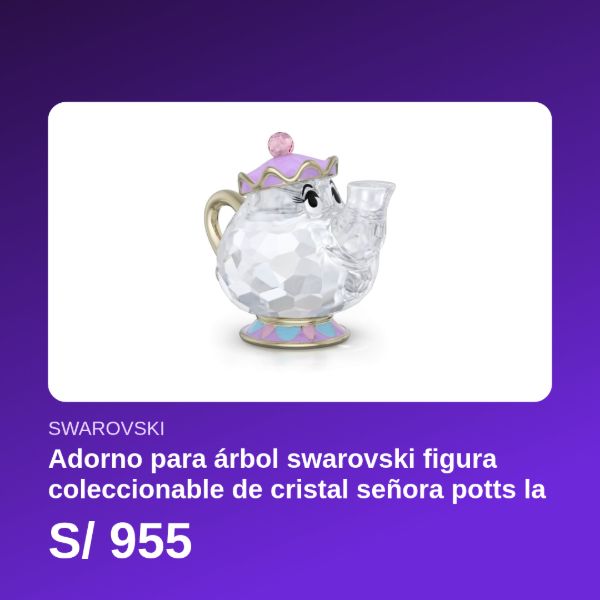 SWAROVSKI
Adorno para árbol swarovski figura
coleccionable de cristal señora potts la
S/ 955